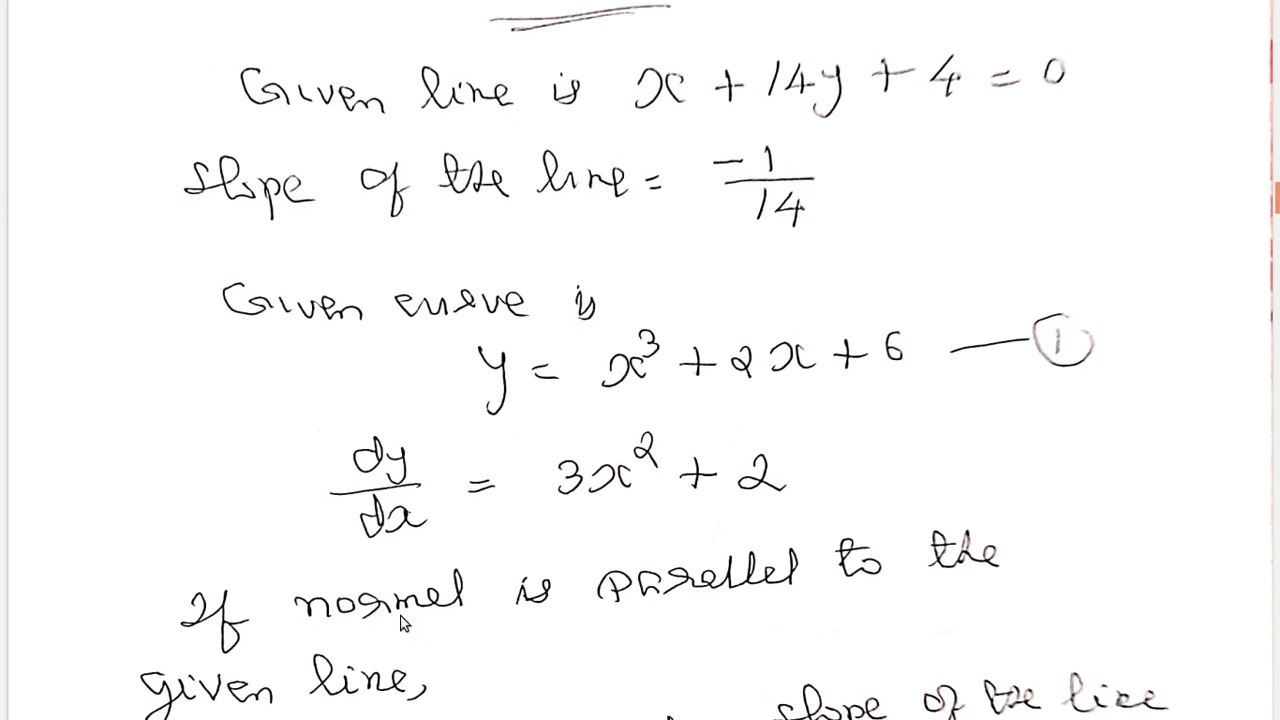 Given line is x + 14y + 4 = 0
Slope of the line = -1/14
Given curve is
y = x³ + 2x + 6 — ①
dy/dx = 3x² + 2
If normal is parallel to the
given line,
slope of the line